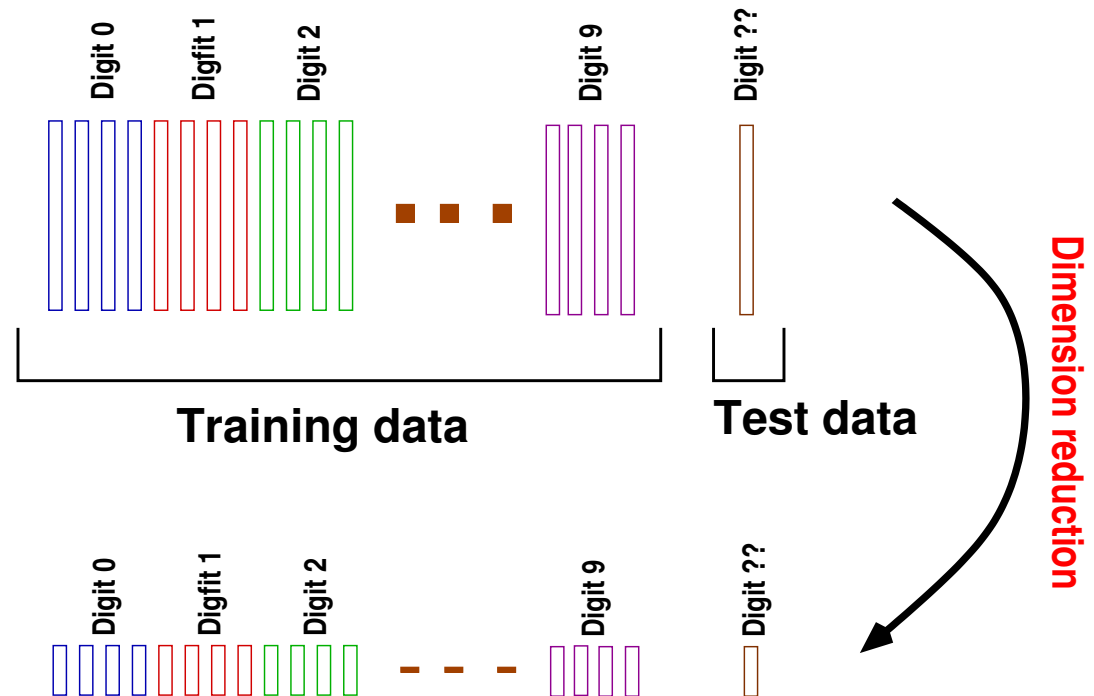 Digit 0
Digfit 1
Digit 2
Digit 9
Digit ??
Training data
Test data
Dimension reduction
Digit 0
Digfit 1
Digit 2
Digit 9
Digit ??